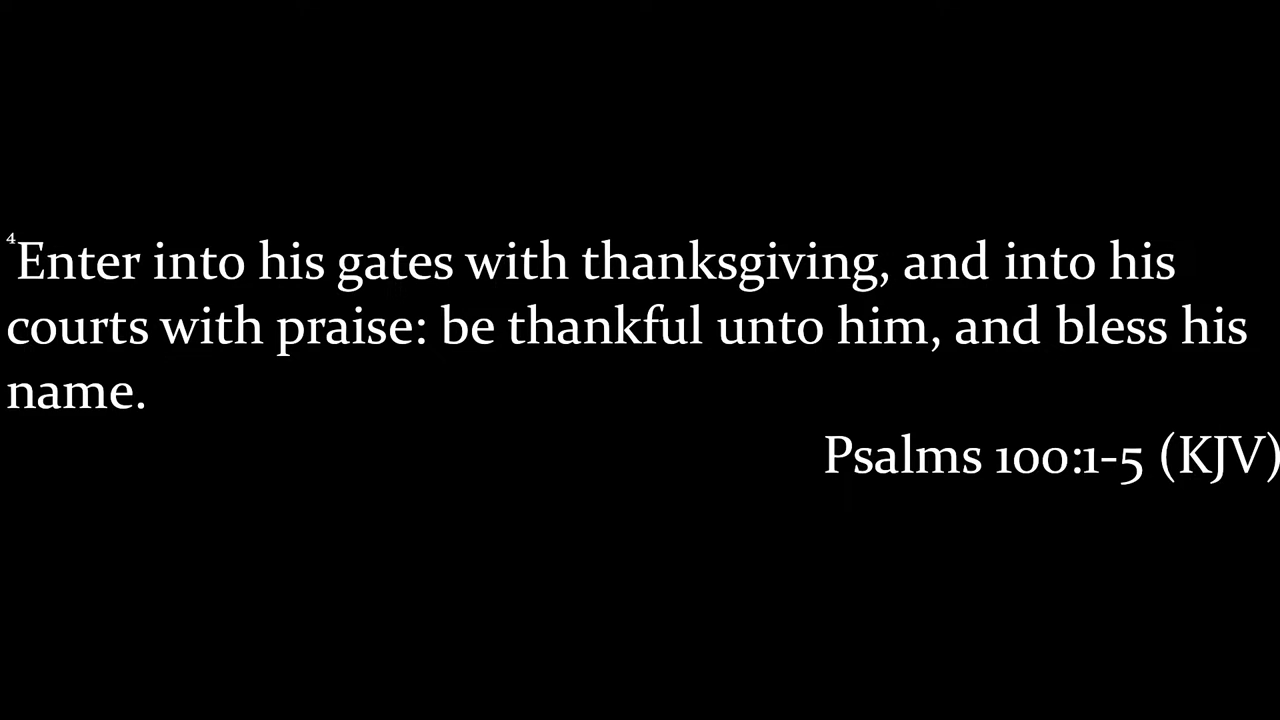 4Enter into his gates with thanksgiving, and into his
courts with praise: be thankful unto him, and bless his
name.
Psalms 100:1-5 (KJV)